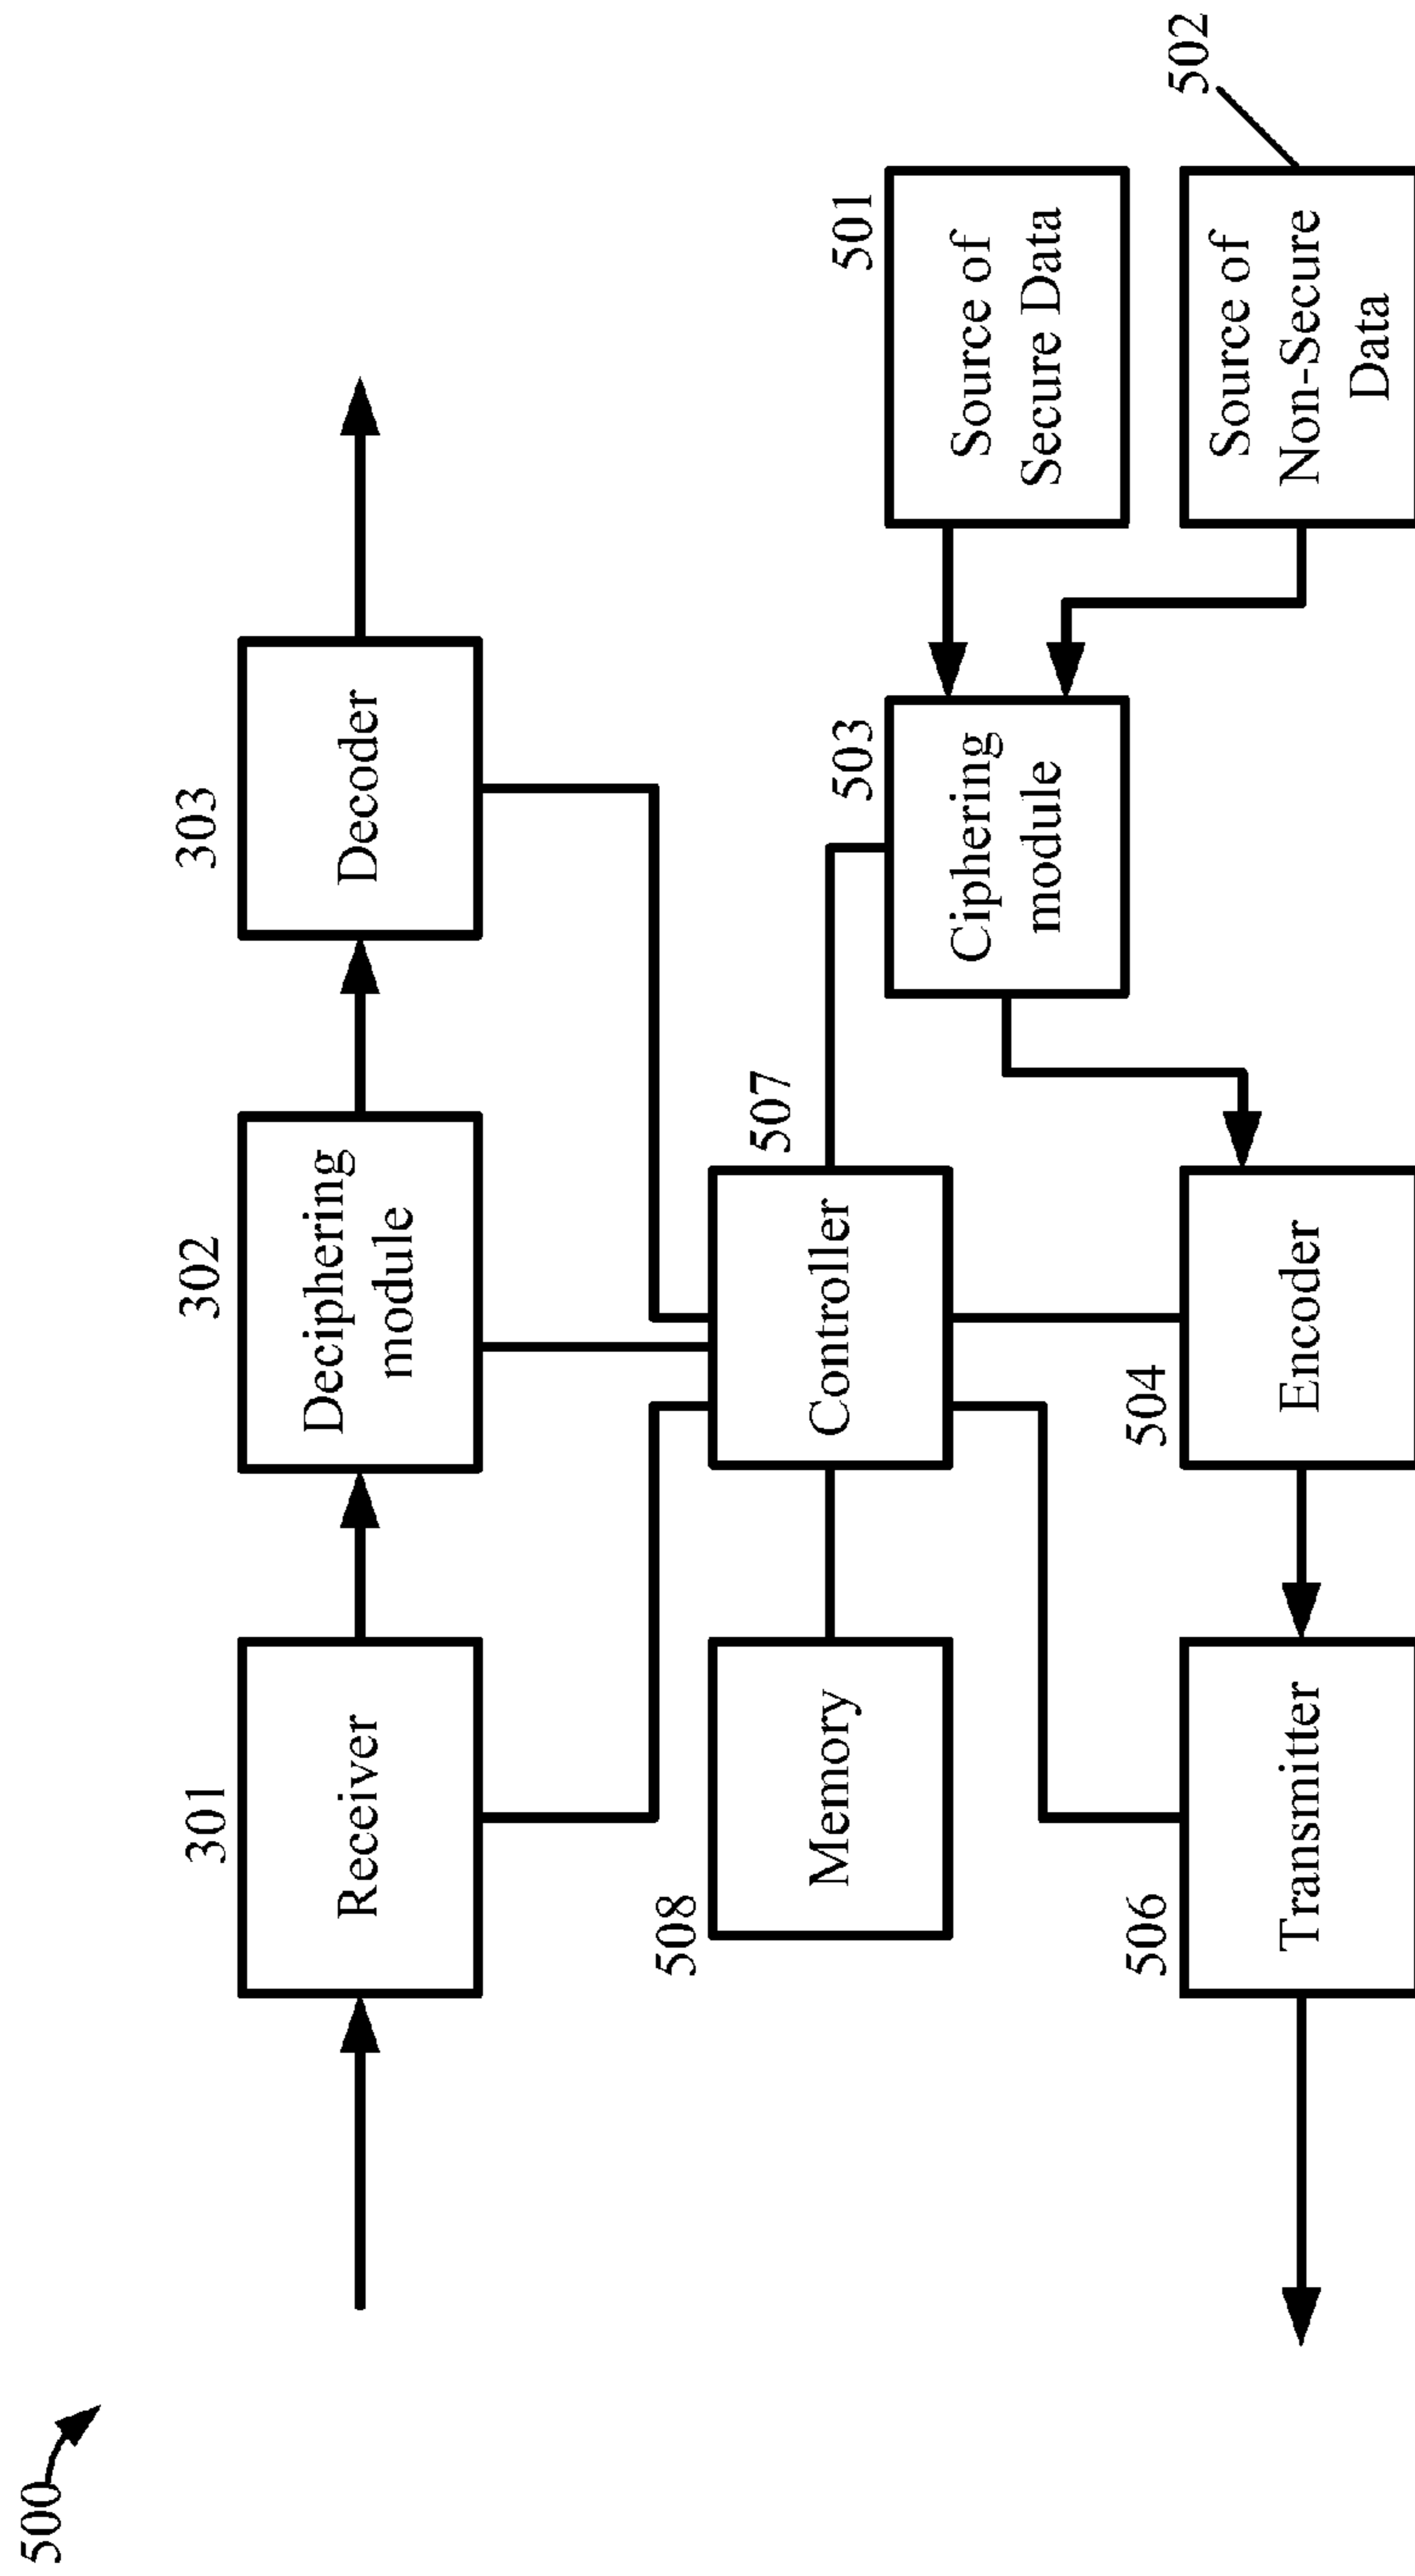 500
301
Receiver
302
Deciphering
module
303
Decoder
508
Memory
507
Controller
503
Ciphering
module
501
Source of
Secure Data
506
Transmitter
504
Encoder
502
Source of
Non-Secure
Data